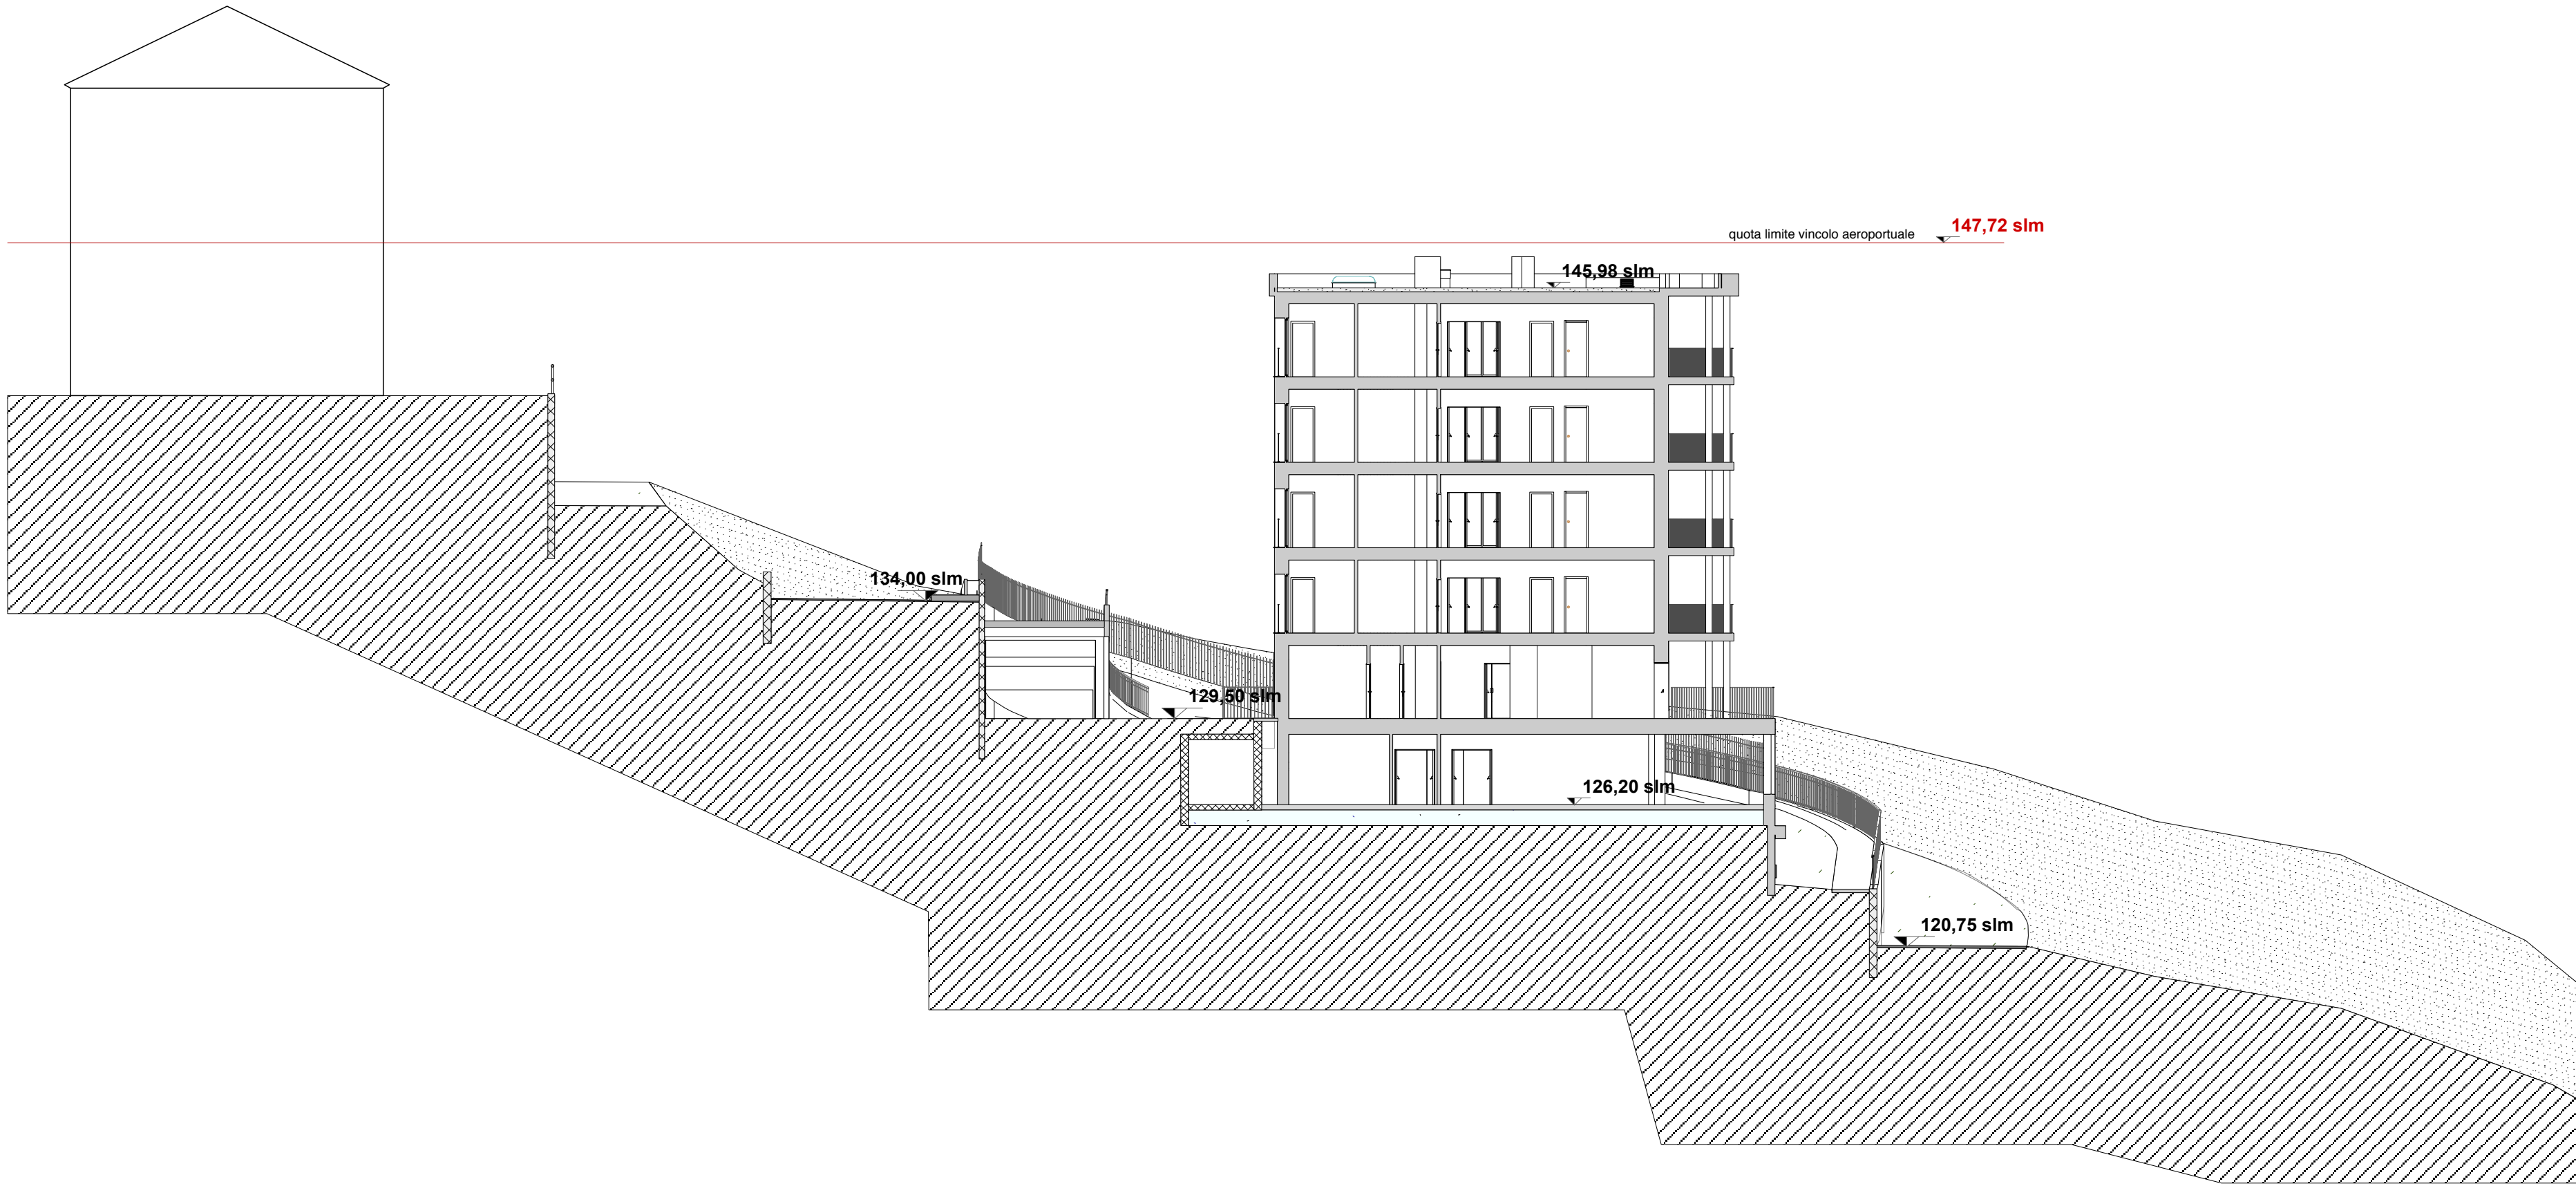 147,72 slm
quota limite vincolo aeroportuale
145,98 slm
134,00 slm
129,50 slm
126,20 slm
120,75 slm